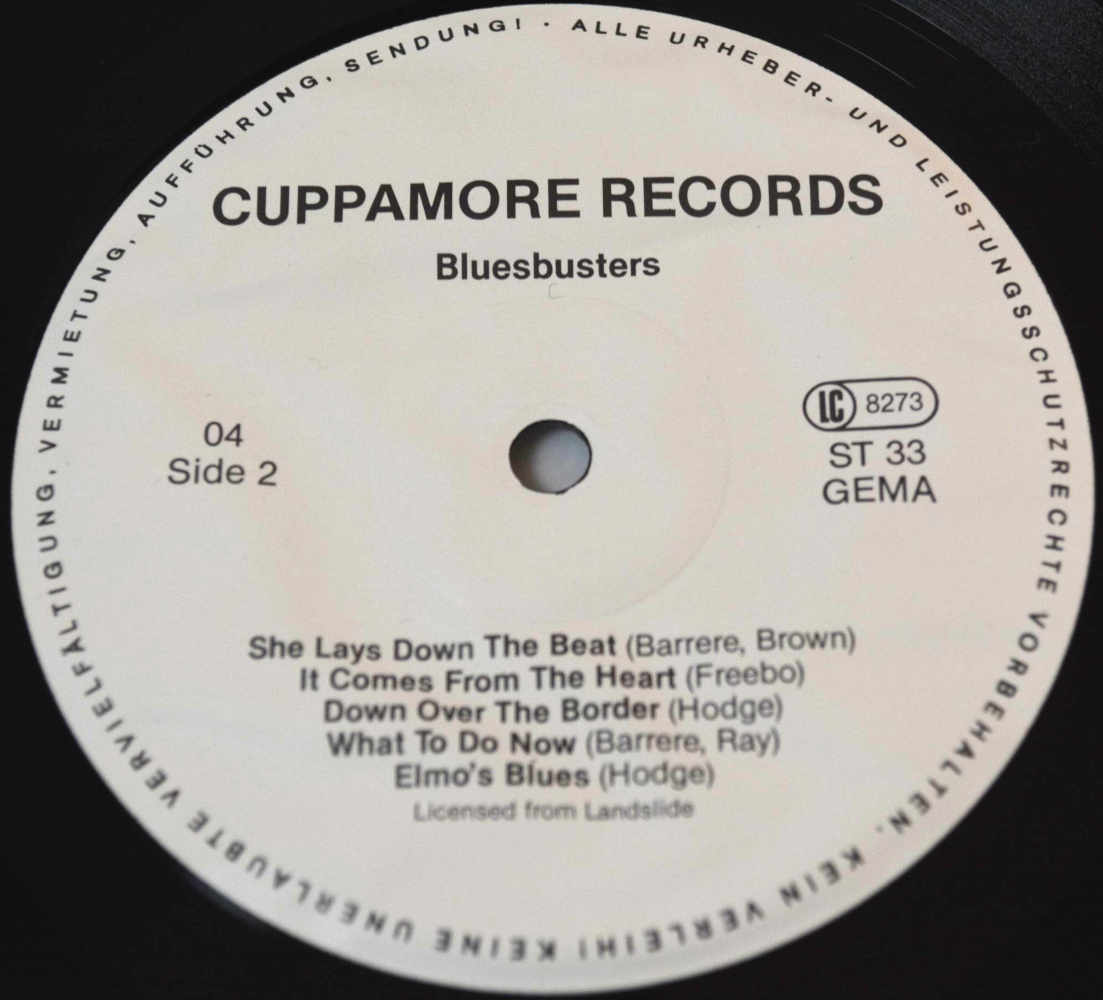 ALLE URHEBER- UND LEISTUNGSSCHUTZRECHTE VORBEHALTEN. KEIN VERLEIH! KEINE UNERLAUBTE VERVIELFÄLTIGUNG, VERMIETUNG, AUFFÜHRUNG, SENDUNG! ·
CUPPAMORE RECORDS
Bluesbusters
04
Side 2
LC 8273
ST 33
GEMA
She Lays Down The Beat (Barrere, Brown)
It Comes From The Heart (Freebo)
Down Over The Border (Hodge)
What To Do Now (Barrere, Ray)
Elmo's Blues (Hodge)
Licensed from Landslide